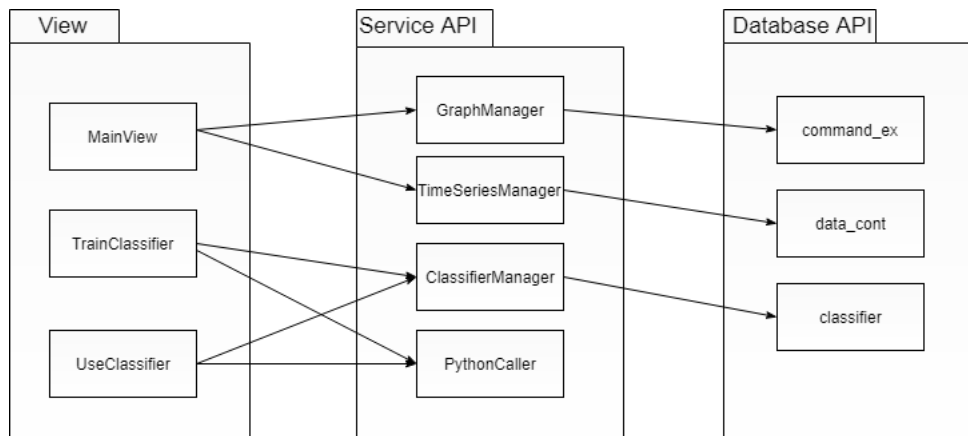 View
MainView
TrainClassifier
UseClassifier
Service API
GraphManager
TimeSeriesManager
ClassifierManager
PythonCaller
Database API
command_ex
data_cont
classifier